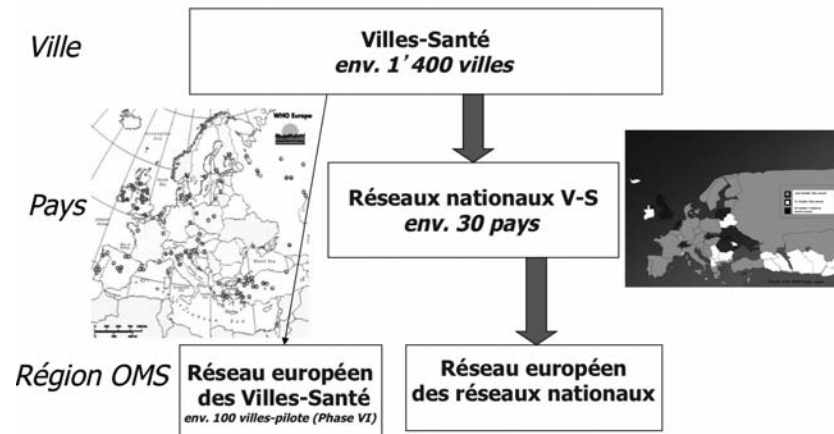 Ville
Villes-Santé
env. 1’400 villes
WHO Europe
Pays
Réseaux nationaux V-S
env. 30 pays
Région OMS
Réseau européen
des Villes-Santé
env. 100 villes-pilote (Phase VI)
Réseau européen
des réseaux nationaux